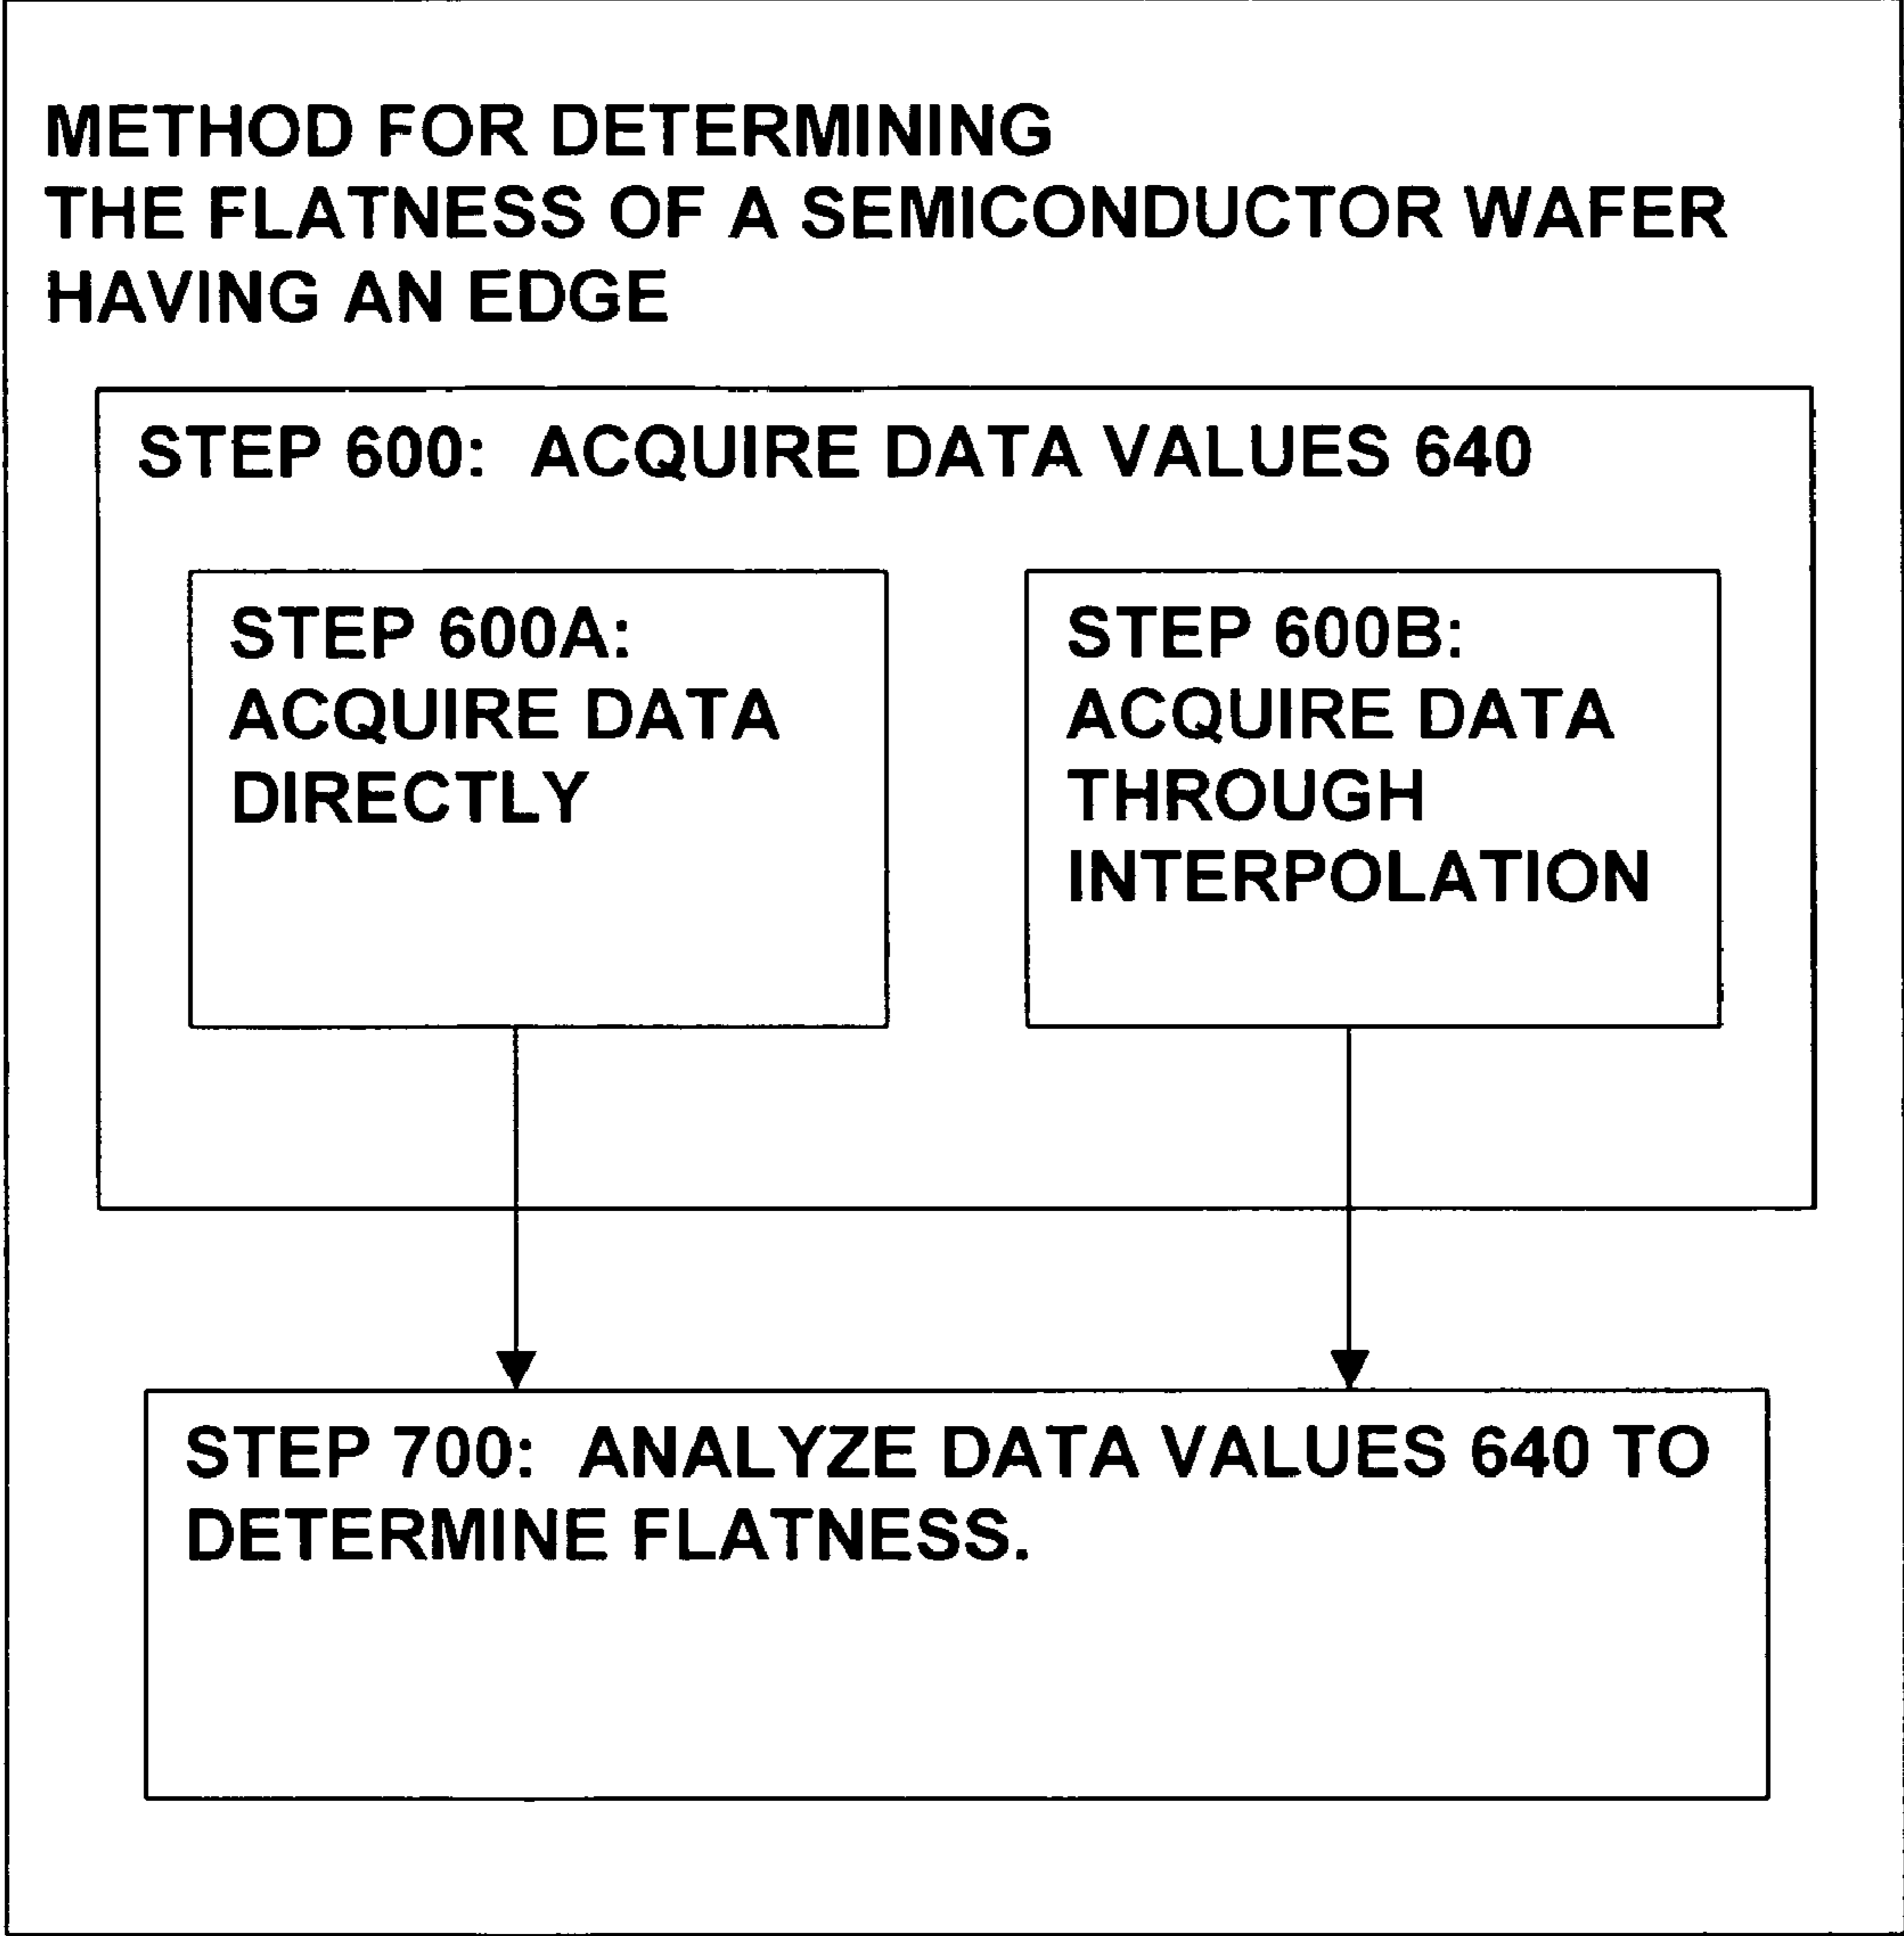 METHOD FOR DETERMINING
THE FLATNESS OF A SEMICONDUCTOR WAFER
HAVING AN EDGE
STEP 600: ACQUIRE DATA VALUES 640
STEP 600A:
ACQUIRE DATA
DIRECTLY
STEP 600B:
ACQUIRE DATA
THROUGH
INTERPOLATION
STEP 700: ANALYZE DATA VALUES 640 TO
DETERMINE FLATNESS.